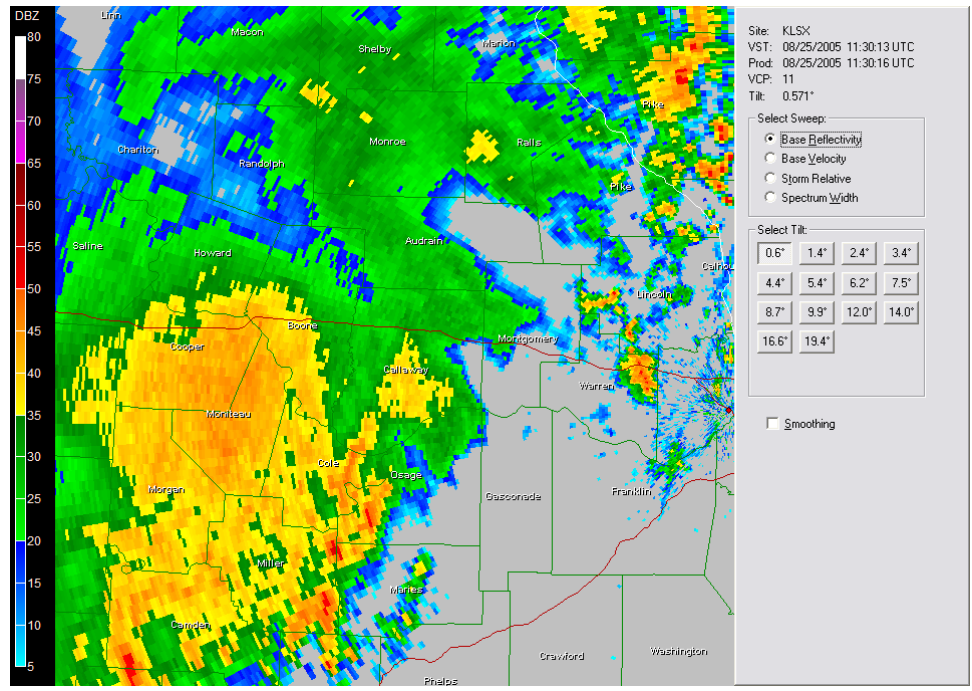 DBZ
80
75
70
65
60
55
50
45
40
35
30
25
20
15
10
5
Linn
Macon
Shelby
Marion
Pike
Chariton
Randolph
Monroe
Ralls
Pike
Saline
Howard
Audrain
Calhou
Lincoln
Boone
Cooper
Montgomery
Callaway
Warren
Moniteau
Cole
Osage
Morgan
Gasconade
Franklin
Miller
Maries
Camden
Crawford
Washington
Phelps
Site: KLSX
VST: 08/25/2005 11:30:13 UTC
Prod: 08/25/2005 11:30:16 UTC
VCP: 11
Tilt: 0.571°
Select Sweep:
Base Reflectivity
Base Velocity
Storm Relative
Spectrum Width
Select Tilt:
0.6° 1.4° 2.4° 3.4°
4.4° 5.4° 6.2° 7.5°
8.7° 9.9° 12.0° 14.0°
16.6° 19.4°
Smoothing